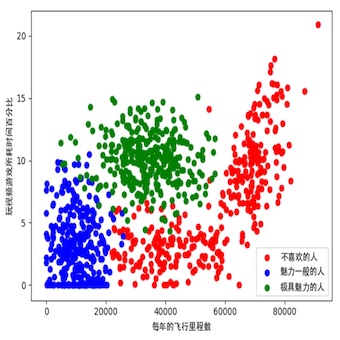 玩视频游戏所耗时间百分比
20
15
10
5
0
0 20000 40000 60000 80000
每年的飞行里程数
不喜欢的人
魅力一般的人
极具魅力的人